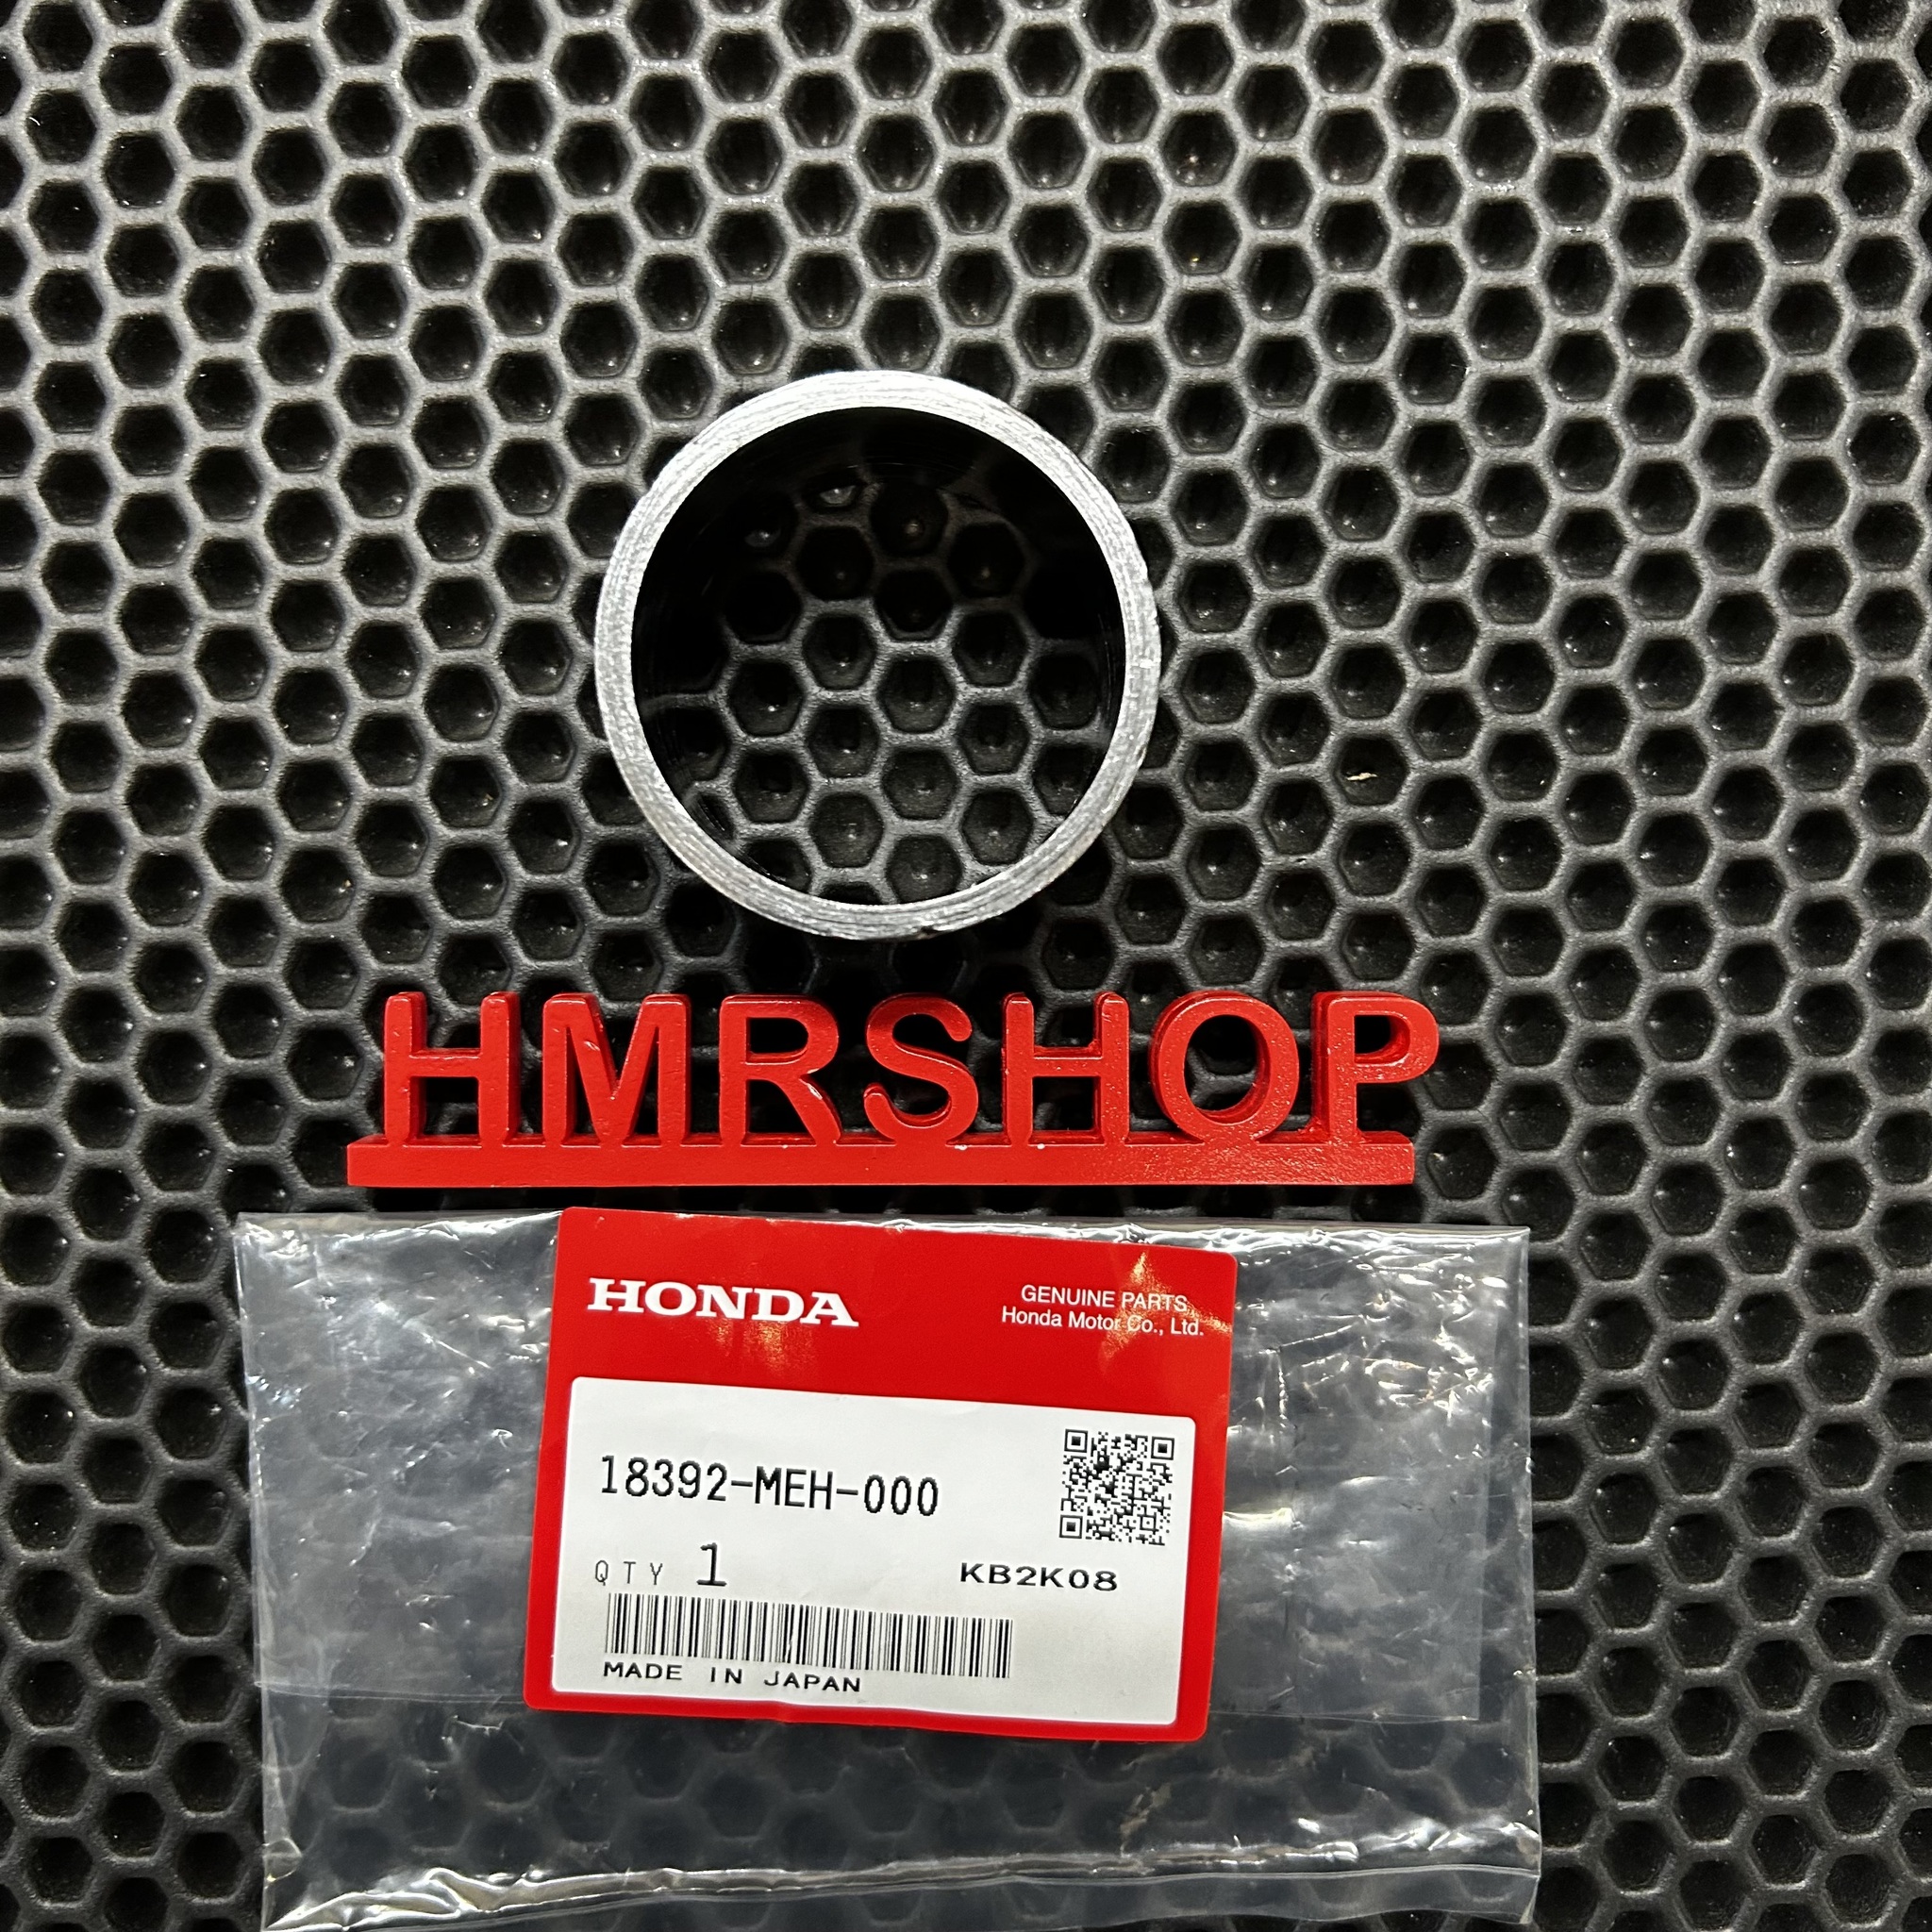 HMRSHOP
HONDA
GENUINE PARTS
Honda Motor Co., Ltd.
18392-MEH-000
QTY 1
KB2K08
MADE IN JAPAN